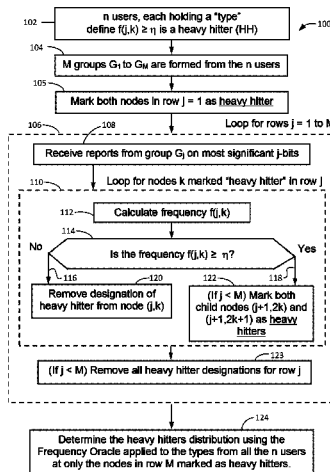 100
102
n users, each holding a "type"
define f(j,k) ≥ η is a heavy hitter (HH)
104
M groups G1 to GM are formed from the n users
105
Mark both nodes in row j = 1 as heavy hitter
Loop for rows j = 1 to M
106
108
Receive reports from group Gj on most significant j-bits
110
Loop for nodes k marked "heavy hitter" in row j
112
Calculate frequency f(j,k)
114
No
Yes
Is the frequency f(j,k) ≥ η?
116
120
122
118
Remove designation of
heavy hitter from node (j,k)
(If j < M) Mark both
child nodes (j+1,2k) and
(j+1,2k+1) as heavy
hitters
123
(If j < M) Remove all heavy hitter designations for row j
124
Determine the heavy hitters distribution using the
Frequency Oracle applied to the types from all the n users
at only the nodes in row M marked as heavy hitters.